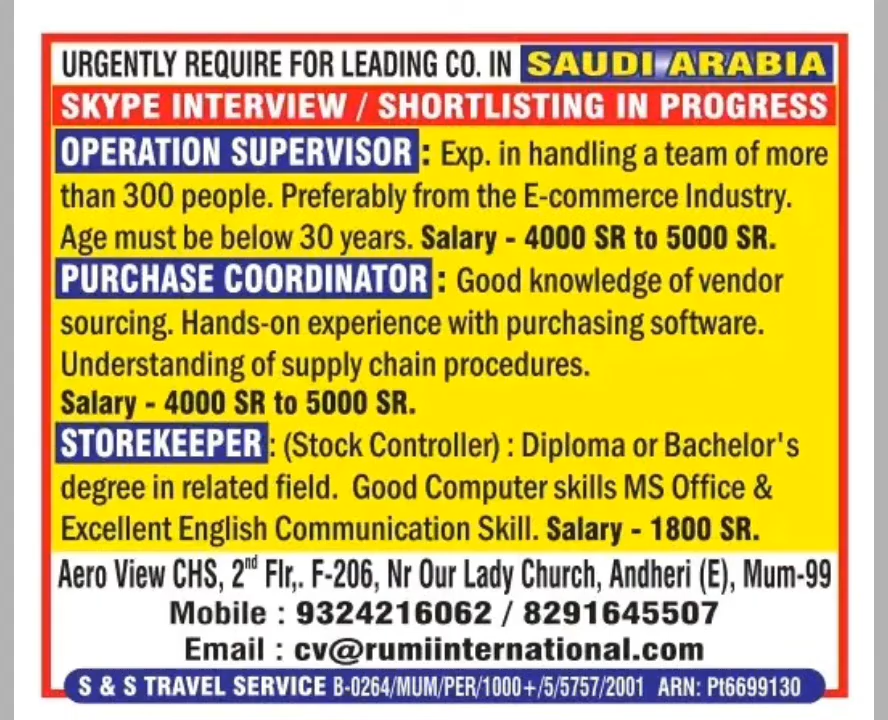 URGENTLY REQUIRE FOR LEADING CO. IN SAUDI ARABIA
SKYPE INTERVIEW / SHORTLISTING IN PROGRESS
OPERATION SUPERVISOR : Exp. in handling a team of more
than 300 people. Preferably from the E-commerce Industry.
Age must be below 30 years. Salary - 4000 SR to 5000 SR.
PURCHASE COORDINATOR : Good knowledge of vendor
sourcing. Hands-on experience with purchasing software.
Understanding of supply chain procedures.
Salary - 4000 SR to 5000 SR.
STOREKEEPER : (Stock Controller) : Diploma or Bachelor's
degree in related field. Good Computer skills MS Office &
Excellent English Communication Skill. Salary - 1800 SR.
Aero View CHS, 2nd Flr,. F-206, Nr Our Lady Church, Andheri (E), Mum-99
Mobile : 9324216062 / 8291645507
Email : cv@rumiinternational.com
S & S TRAVEL SERVICE B-0264/MUM/PER/1000+/5/5757/2001 ARN: Pt6699130